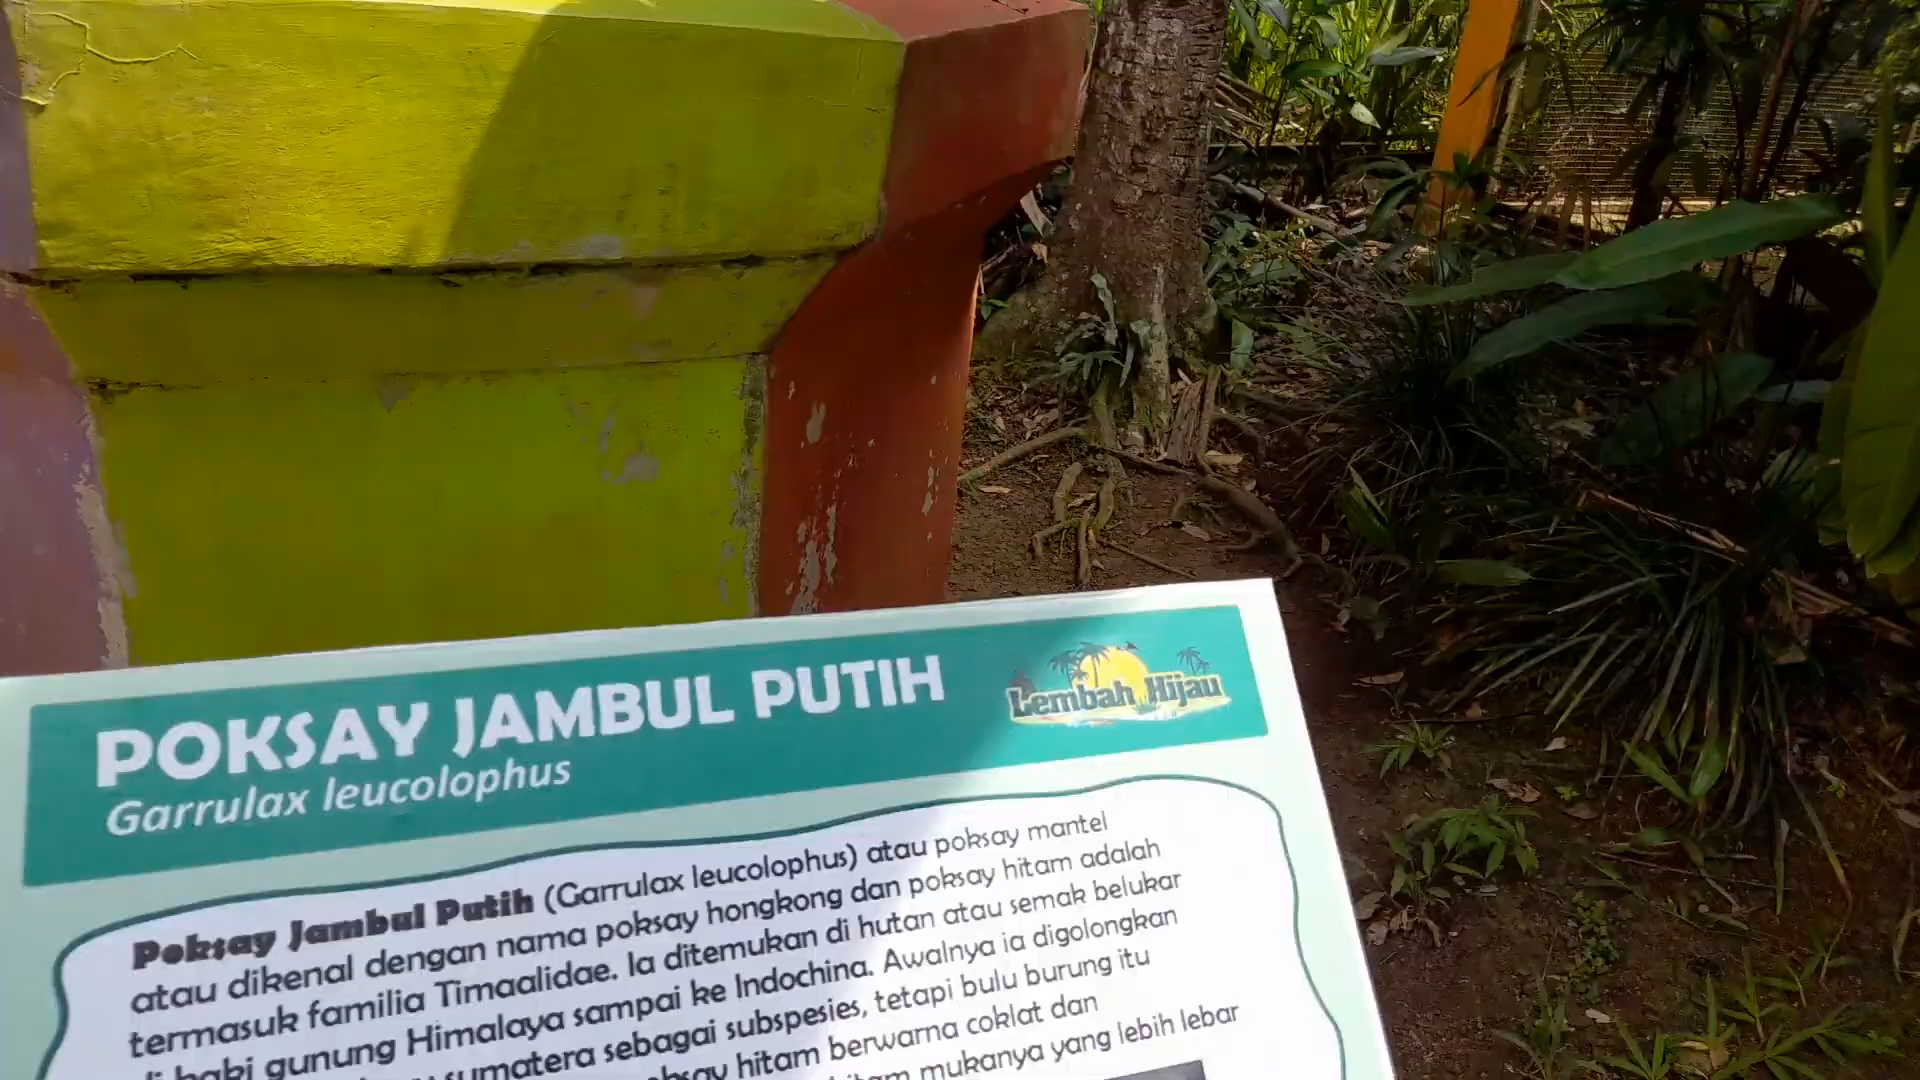 POKSAY JAMBUL PUTIH
Garrulax leucolophus
Lembah Hijau
Poksay Jambul Putih (Garrulax leucolophus) atau poksay mantel
atau dikenal dengan nama poksay hongkong dan poksay hitam adalah
termasuk familia Timaalidae. Ia ditemukan di hutan atau semak belukar
di kaki gunung Himalaya sampai ke Indochina. Awalnya ia digolongkan
sumatera sebagai subspesies, tetapi bulu burung itu
hitam berwarna coklat dan
mukanya yang lebih lebar